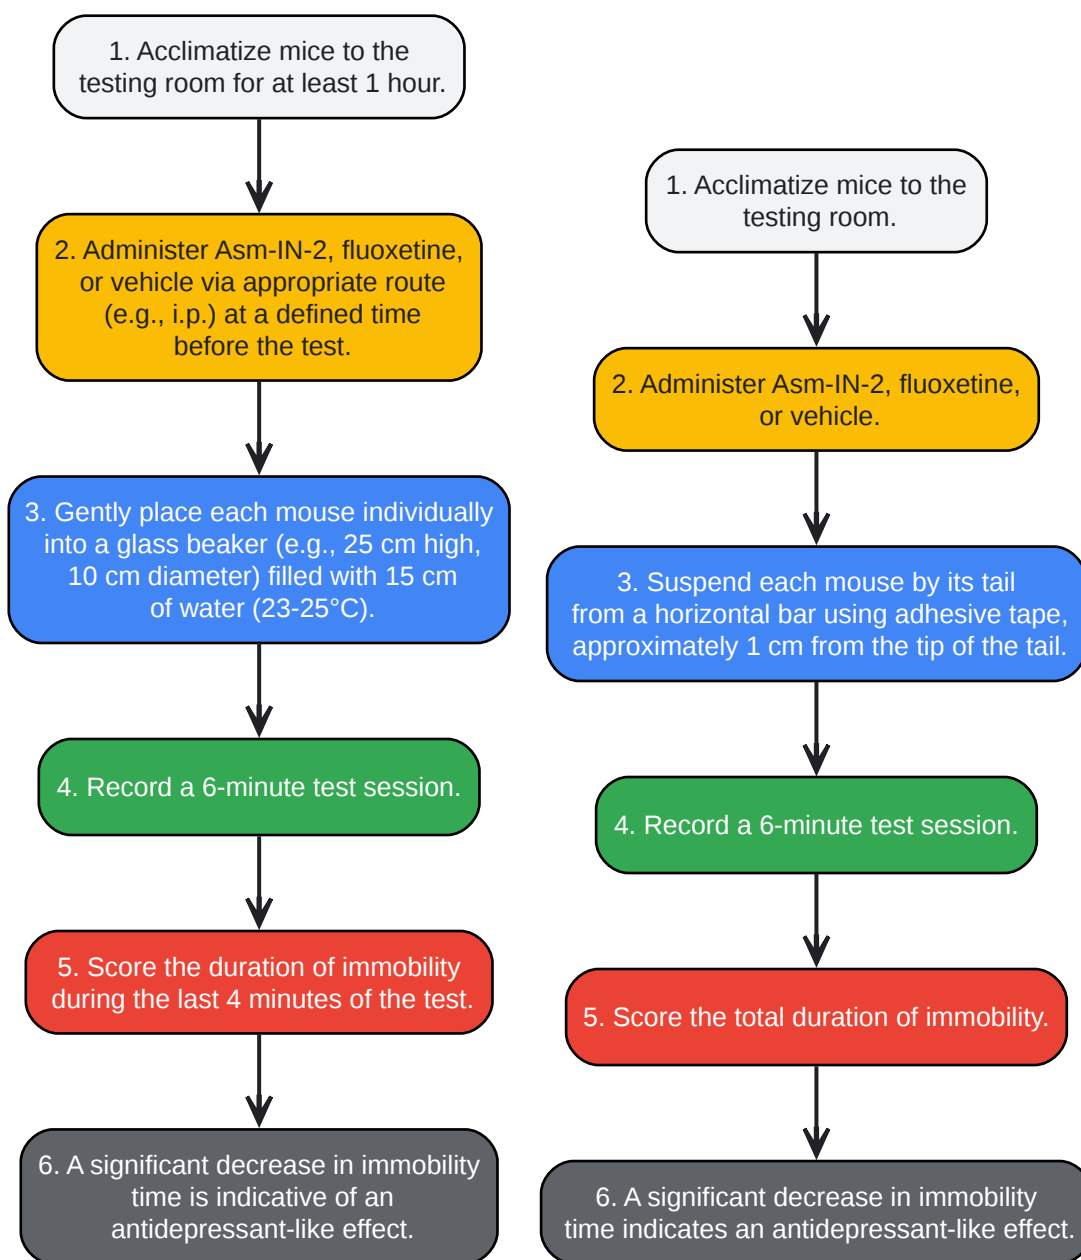 1. Acclimatize mice to the
testing room for at least 1 hour.
2. Administer Asm-IN-2, fluoxetine,
or vehicle via appropriate route
(e.g., i.p.) at a defined time
before the test.
3. Gently place each mouse individually
into a glass beaker (e.g., 25 cm high,
10 cm diameter) filled with 15 cm
of water (23-25°C).
4. Record a 6-minute test session.
5. Score the duration of immobility
during the last 4 minutes of the test.
6. A significant decrease in immobility
time is indicative of an
antidepressant-like effect.
1. Acclimatize mice to the
testing room.
2. Administer Asm-IN-2, fluoxetine,
or vehicle.
3. Suspend each mouse by its tail
from a horizontal bar using adhesive tape,
approximately 1 cm from the tip of the tail.
4. Record a 6-minute test session.
5. Score the total duration of immobility.
6. A significant decrease in immobility
time indicates an antidepressant-like effect.